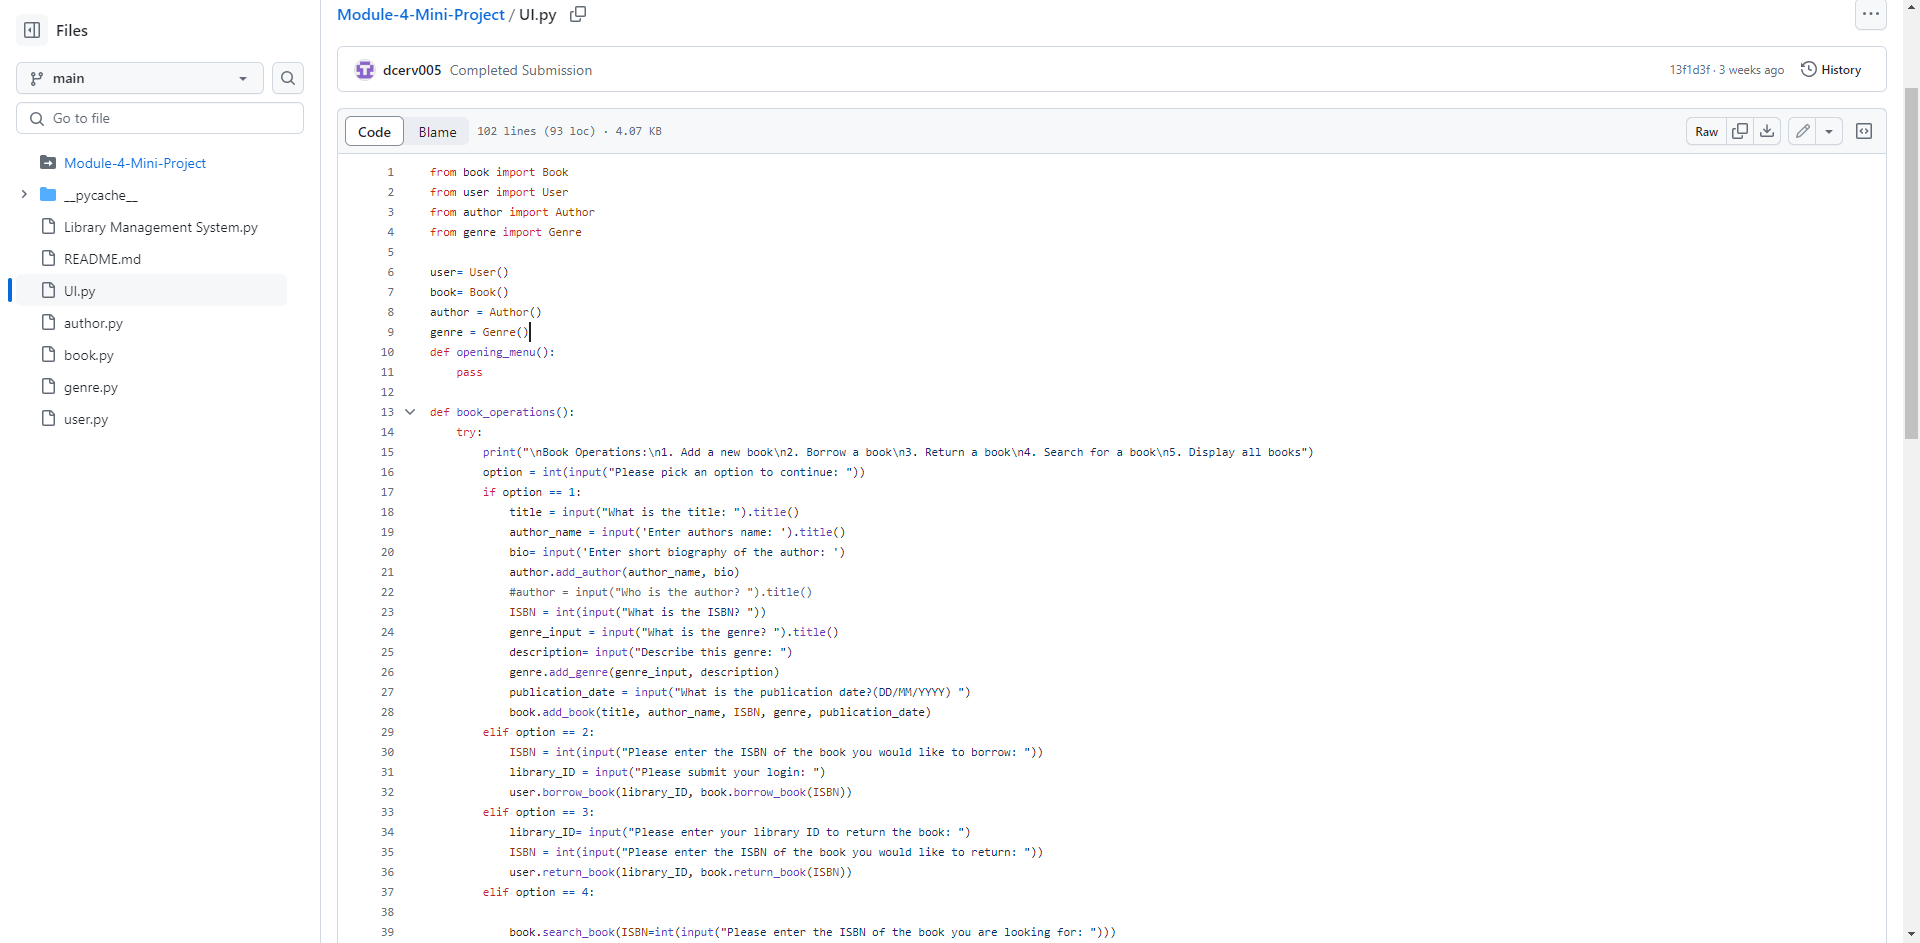 Files
main
Go to file
Module-4-Mini-Project
__pycache__
Library Management System.py
README.md
UI.py
author.py
book.py
genre.py
user.py
Module-4-Mini-Project / UI.py
dcerv005 Completed Submission 13f1d3f · 3 weeks ago History
Code Blame 102 lines (93 loc) · 4.07 KB Raw
1 from book import Book
2 from user import User
3 from author import Author
4 from genre import Genre
5
6 user= User()
7 book= Book()
8 author = Author()
9 genre = Genre()
10 def opening_menu():
11     pass
12
13 def book_operations():
14     try:
15         print("\nBook Operations:\n1. Add a new book\n2. Borrow a book\n3. Return a book\n4. Search for a book\n5. Display all books")
16         option = int(input("Please pick an option to continue: "))
17         if option == 1:
18             title = input("What is the title: ").title()
19             author_name = input('Enter authors name: ').title()
20             bio= input('Enter short biography of the author: ')
21             author.add_author(author_name, bio)
22             #author = input("Who is the author? ").title()
23             ISBN = int(input("What is the ISBN? "))
24             genre_input = input("What is the genre? ").title()
25             description= input("Describe this genre: ")
26             genre.add_genre(genre_input, description)
27             publication_date = input("What is the publication date?(DD/MM/YYYY) ")
28             book.add_book(title, author_name, ISBN, genre, publication_date)
29         elif option == 2:
30             ISBN = int(input("Please enter the ISBN of the book you would like to borrow: "))
31             library_ID = input("Please submit your login: ")
32             user.borrow_book(library_ID, book.borrow_book(ISBN))
33         elif option == 3:
34             library_ID= input("Please enter your library ID to return the book: ")
35             ISBN = int(input("Please enter the ISBN of the book you would like to return: "))
36             user.return_book(library_ID, book.return_book(ISBN))
37         elif option == 4:
38
39             book.search_book(ISBN=int(input("Please enter the ISBN of the book you are looking for: ")))